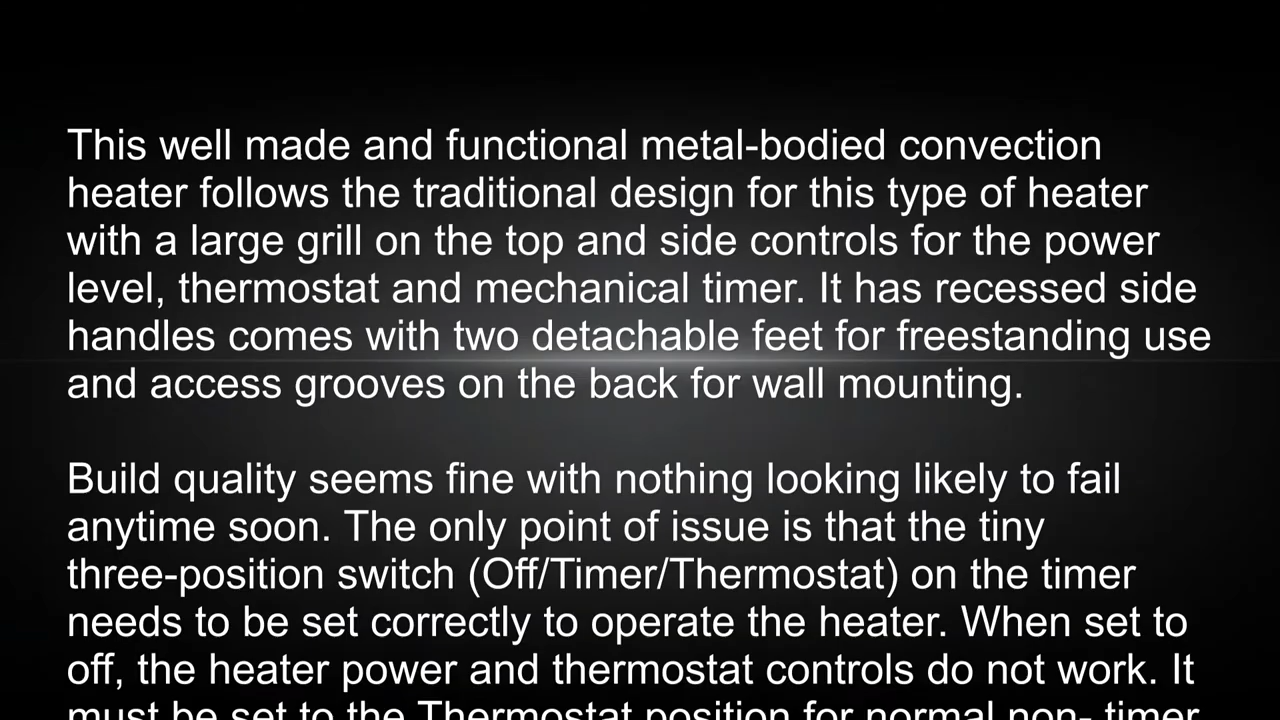 This well made and functional metal-bodied convection
heater follows the traditional design for this type of heater
with a large grill on the top and side controls for the power
level, thermostat and mechanical timer. It has recessed side
handles comes with two detachable feet for freestanding use
and access grooves on the back for wall mounting.
Build quality seems fine with nothing looking likely to fail
anytime soon. The only point of issue is that the tiny
three-position switch (Off/Timer/Thermostat) on the timer
needs to be set correctly to operate the heater. When set to
off, the heater power and thermostat controls do not work. It
must be set to the Thermostat position for normal non- timer